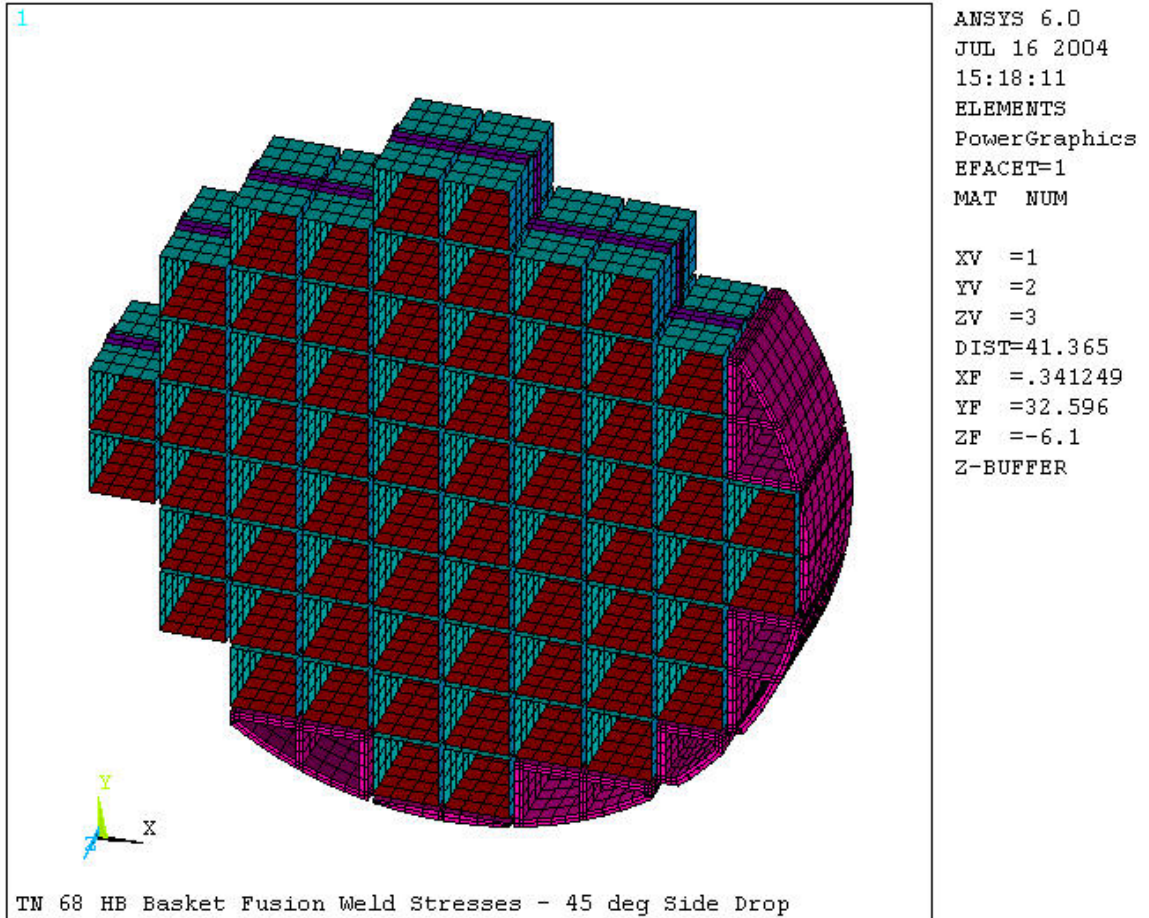 1
ANSYS 6.0
JUL 16 2004
15:18:11
ELEMENTS
PowerGraphics
EFACET=1
MAT NUM
XV =1
YV =2
ZV =3
DIST=41.365
XF =.341249
YF =32.596
ZF =-6.1
Z-BUFFER
Y
X
Z
TN 68 HB Basket Fusion Weld Stresses - 45 deg Side Drop